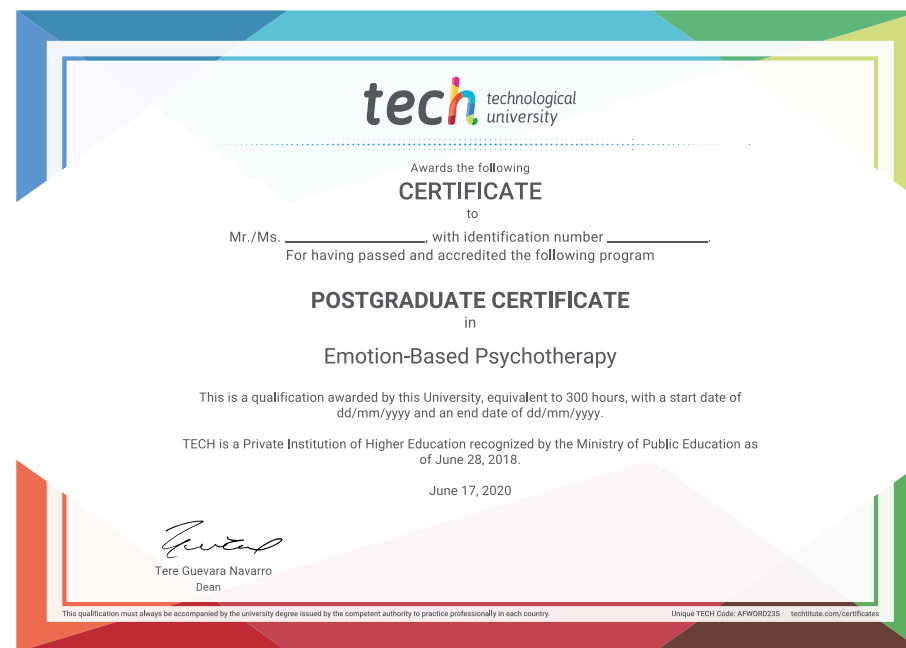 tech technological
university
Awards the following
CERTIFICATE
to
Mr./Ms. ____________________, with identification number ______________.
For having passed and accredited the following program
POSTGRADUATE CERTIFICATE
in
Emotion-Based Psychotherapy
This is a qualification awarded by this University, equivalent to 300 hours, with a start date of
dd/mm/yyyy and an end date of dd/mm/yyyy.
TECH is a Private Institution of Higher Education recognized by the Ministry of Public Education as
of June 28, 2018.
June 17, 2020
Tere Guevara Navarro
Dean
This qualification must always be accompanied by the university degree issued by the competent authority to practice professionally in each country. Unique TECH Code: AFWORD23S techtitute.com/certificates